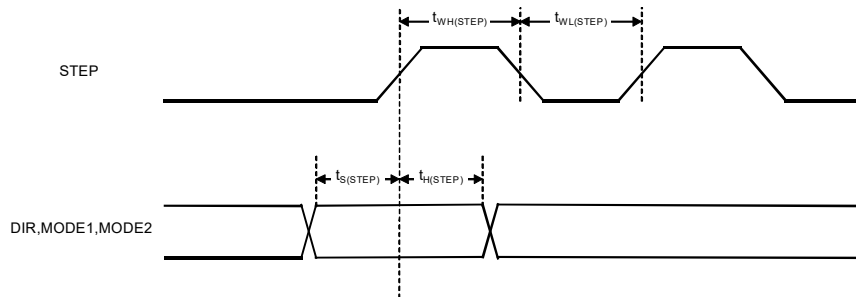 tWH(STEP) tWL(STEP)
STEP
tS(STEP) tH(STEP)
DIR,MODE1,MODE2